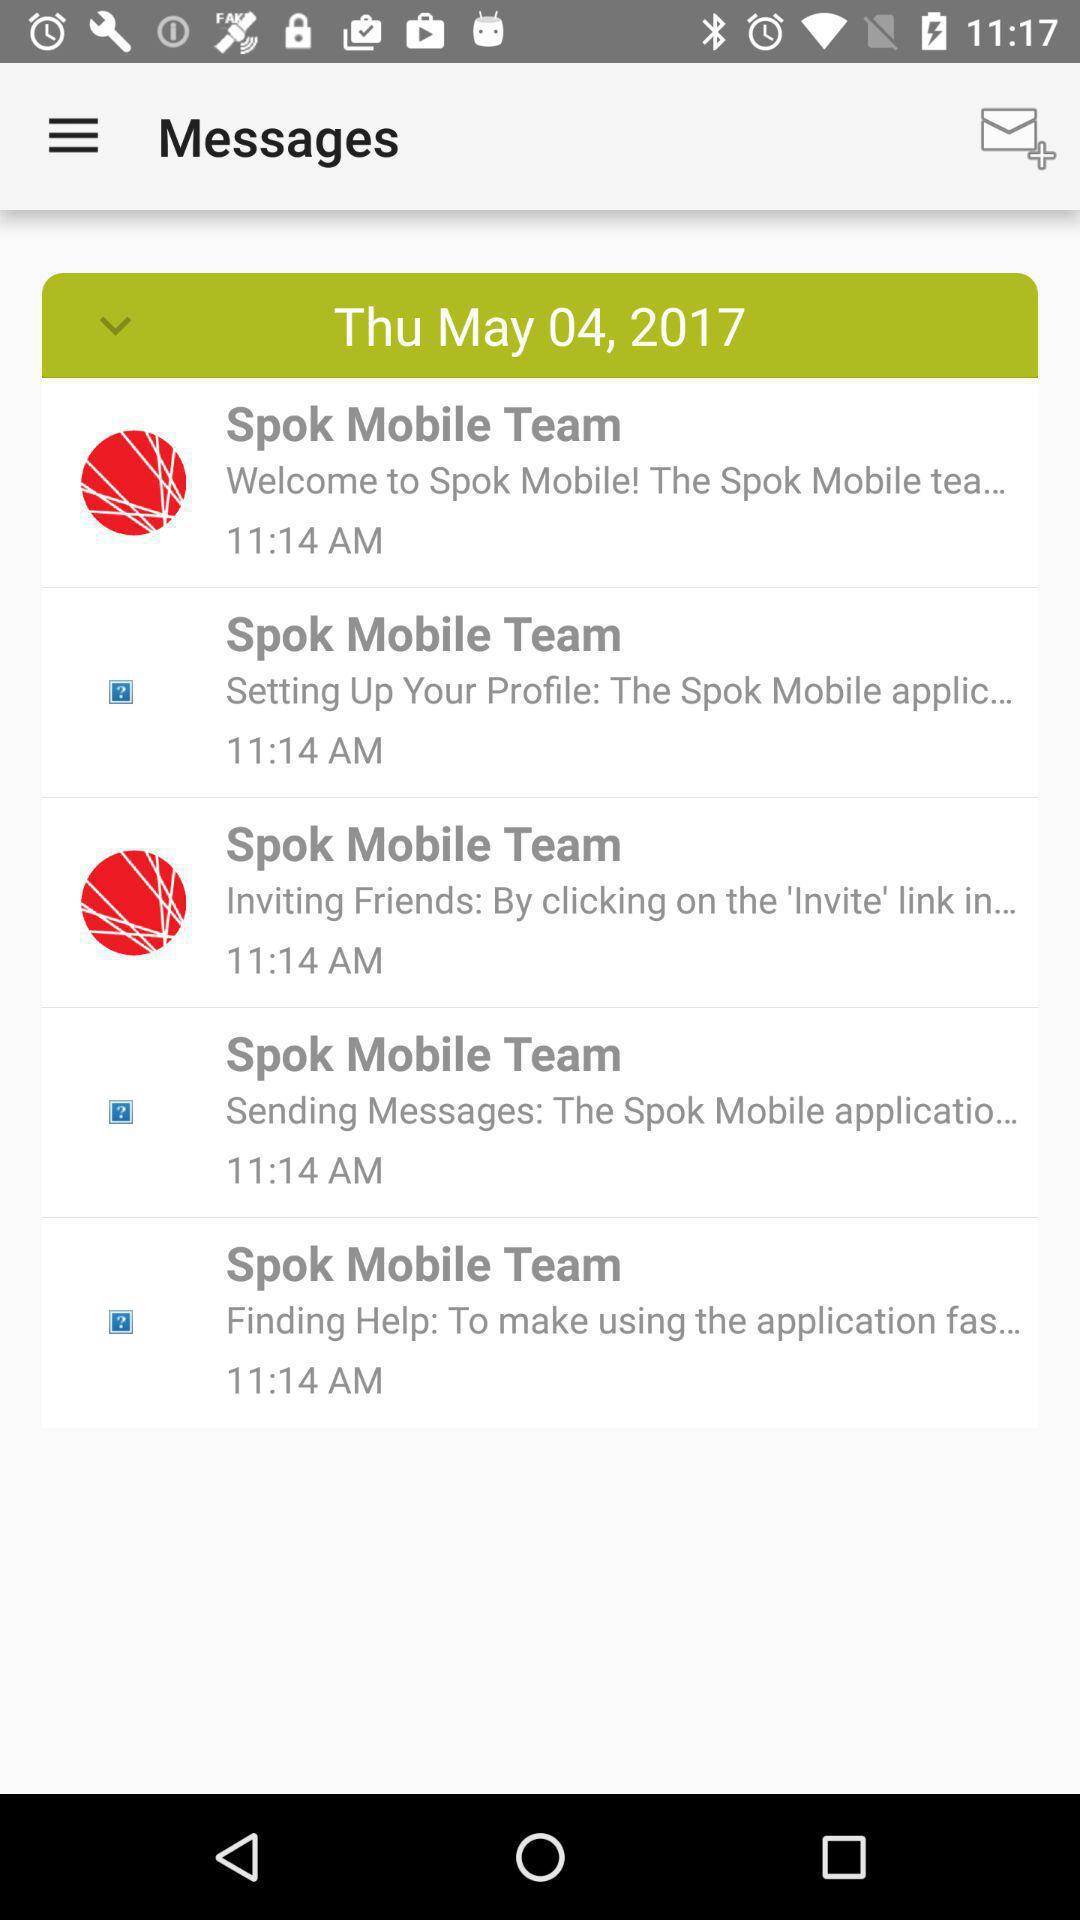 FAKE
11:17
Messages
Thu May 04, 2017
Spok Mobile Team
Welcome to Spok Mobile! The Spok Mobile tea...
11:14 AM
Spok Mobile Team
Setting Up Your Profile: The Spok Mobile applic...
11:14 AM
Spok Mobile Team
Inviting Friends: By clicking on the 'Invite' link in...
11:14 AM
Spok Mobile Team
Sending Messages: The Spok Mobile applicatio...
11:14 AM
Spok Mobile Team
Finding Help: To make using the application fas...
11:14 AM